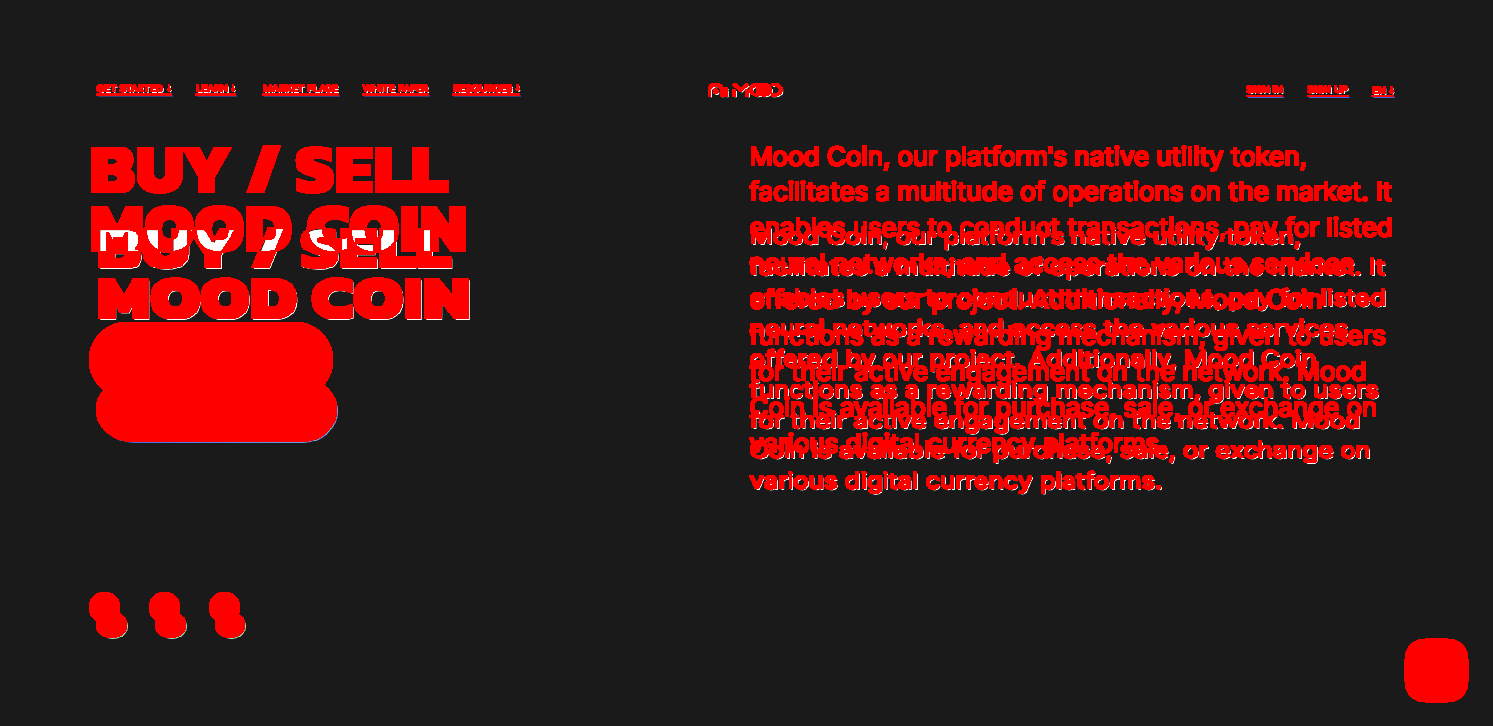 GET STARTED
LEARN
MARKET PLACE
WHITE PAPER
RESOURCES
SIGN IN
SIGN UP
EN
BUY / SELL
MOOD COIN
BUY / SELL
MOOD COIN
Mood Coin, our platform's native utility token,
facilitates a multitude of operations on the market. It
enables users to conduct transactions, pay for listed
neural networks, and access the various services
offered by our project. Additionally, Mood Coin
functions as a rewarding mechanism, given to users
for their active engagement on the network. Mood
Coin is available for purchase, sale, or exchange on
various digital currency platforms.
Mood Coin, our platform's native utility token,
facilitates a multitude of operations on the market. It
enables users to conduct transactions, pay for listed
neural networks, and access the various services
offered by our project. Additionally, Mood Coin
functions as a rewarding mechanism, given to users
for their active engagement on the network. Mood
Coin is available for purchase, sale, or exchange on
various digital currency platforms.